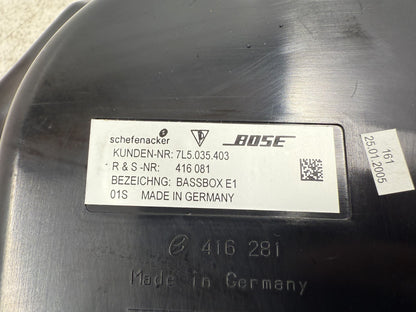 schefenacker BOSE
KUNDEN-NR: 7L5.035.403
R & S -NR: 416 081
BEZEICHNG: BASSBOX E1
01S MADE IN GERMANY
161
25.01.2005
416 281
Made in Germany